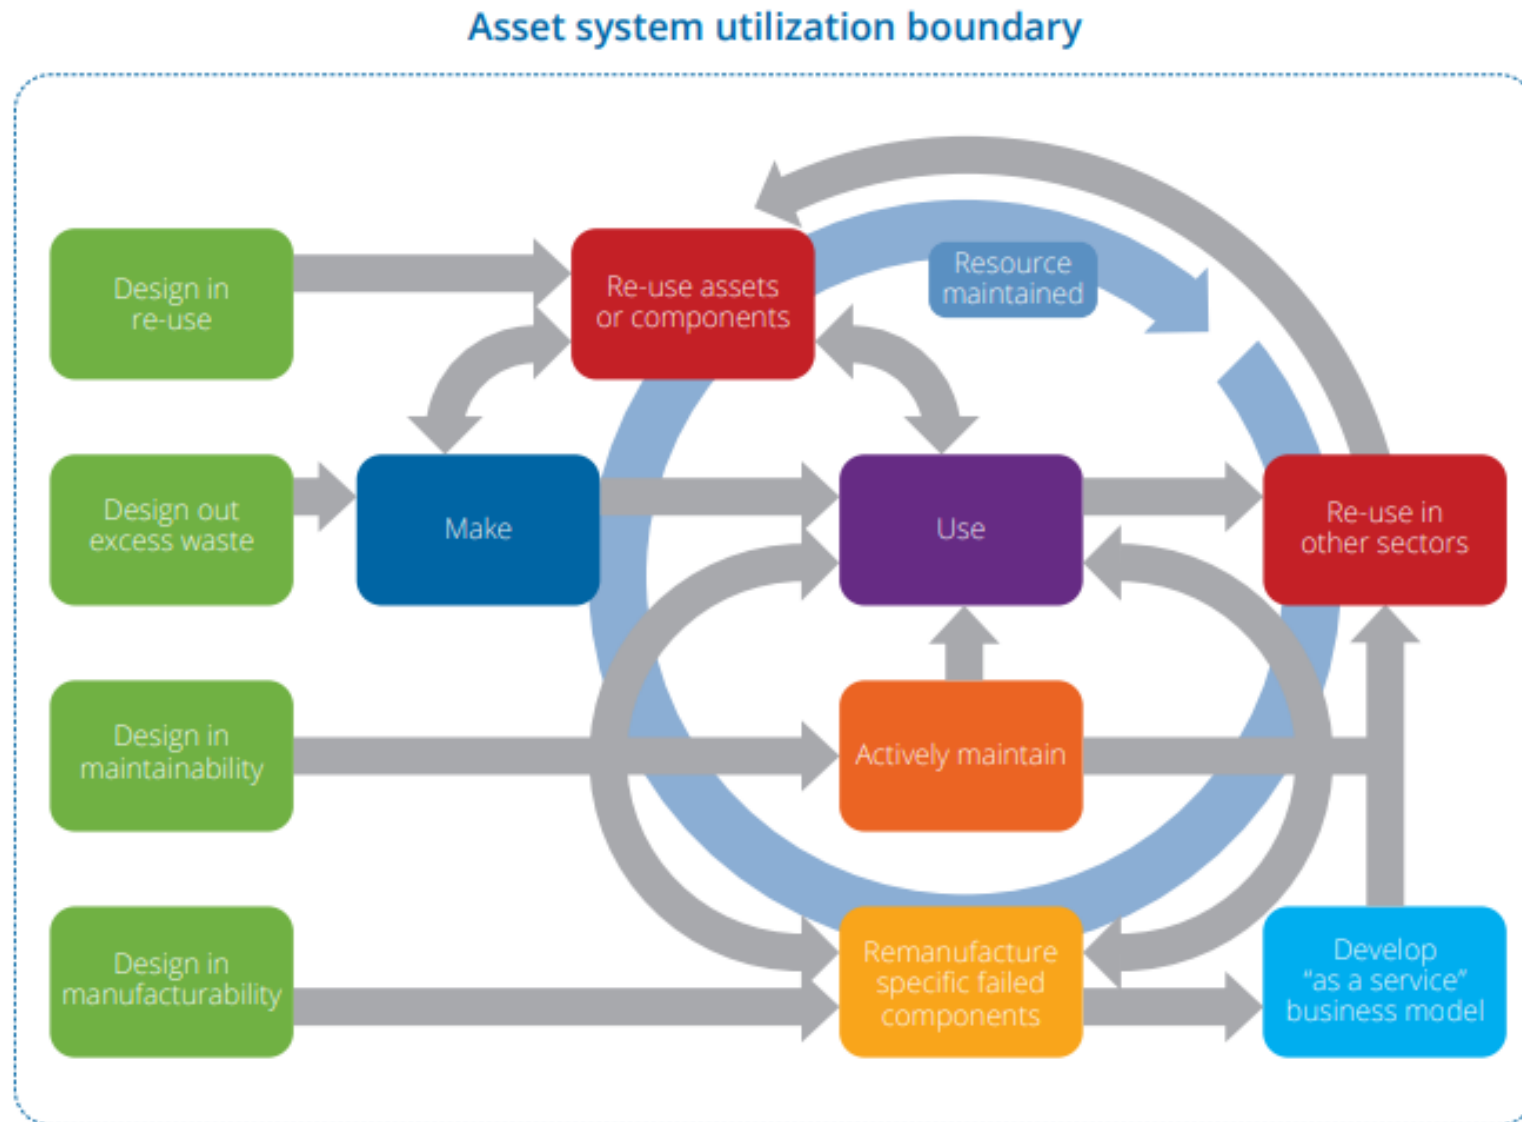 Asset system utilization boundary
Design in
re-use
Re-use assets
or components
Resource
maintained
Design out
excess waste
Make
Use
Re-use in
other sectors
Design in
maintainability
Actively maintain
Design in
manufacturability
Remanufacture
specific failed
components
Develop
“as a service”
business model